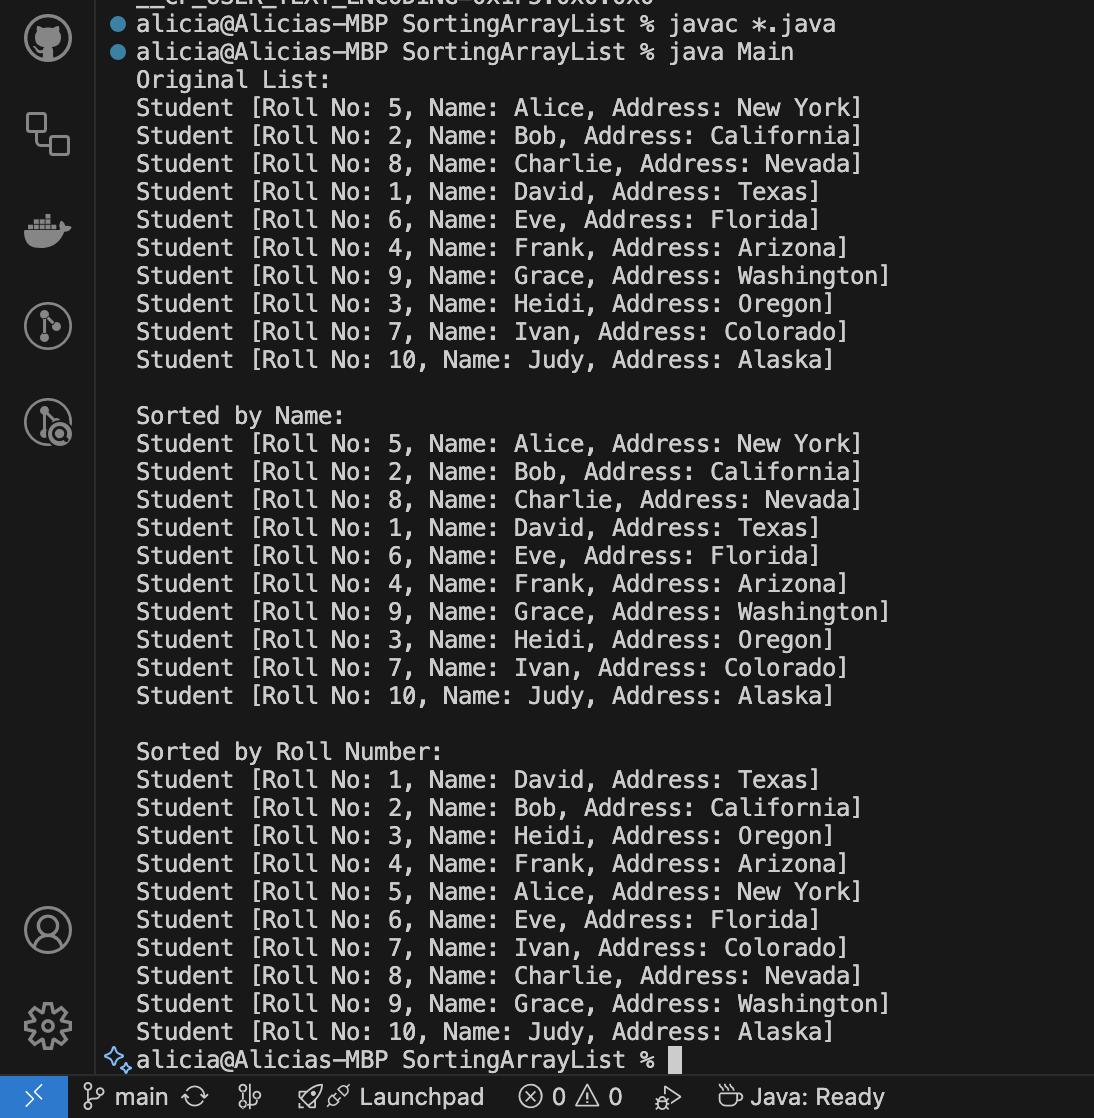 alicia@Alicias-MBP SortingArrayList % javac *.java
alicia@Alicias-MBP SortingArrayList % java Main
Original List:
Student [Roll No: 5, Name: Alice, Address: New York]
Student [Roll No: 2, Name: Bob, Address: California]
Student [Roll No: 8, Name: Charlie, Address: Nevada]
Student [Roll No: 1, Name: David, Address: Texas]
Student [Roll No: 6, Name: Eve, Address: Florida]
Student [Roll No: 4, Name: Frank, Address: Arizona]
Student [Roll No: 9, Name: Grace, Address: Washington]
Student [Roll No: 3, Name: Heidi, Address: Oregon]
Student [Roll No: 7, Name: Ivan, Address: Colorado]
Student [Roll No: 10, Name: Judy, Address: Alaska]

Sorted by Name:
Student [Roll No: 5, Name: Alice, Address: New York]
Student [Roll No: 2, Name: Bob, Address: California]
Student [Roll No: 8, Name: Charlie, Address: Nevada]
Student [Roll No: 1, Name: David, Address: Texas]
Student [Roll No: 6, Name: Eve, Address: Florida]
Student [Roll No: 4, Name: Frank, Address: Arizona]
Student [Roll No: 9, Name: Grace, Address: Washington]
Student [Roll No: 3, Name: Heidi, Address: Oregon]
Student [Roll No: 7, Name: Ivan, Address: Colorado]
Student [Roll No: 10, Name: Judy, Address: Alaska]

Sorted by Roll Number:
Student [Roll No: 1, Name: David, Address: Texas]
Student [Roll No: 2, Name: Bob, Address: California]
Student [Roll No: 3, Name: Heidi, Address: Oregon]
Student [Roll No: 4, Name: Frank, Address: Arizona]
Student [Roll No: 5, Name: Alice, Address: New York]
Student [Roll No: 6, Name: Eve, Address: Florida]
Student [Roll No: 7, Name: Ivan, Address: Colorado]
Student [Roll No: 8, Name: Charlie, Address: Nevada]
Student [Roll No: 9, Name: Grace, Address: Washington]
Student [Roll No: 10, Name: Judy, Address: Alaska]
alicia@Alicias-MBP SortingArrayList %
main Launchpad 0 0 Java: Ready